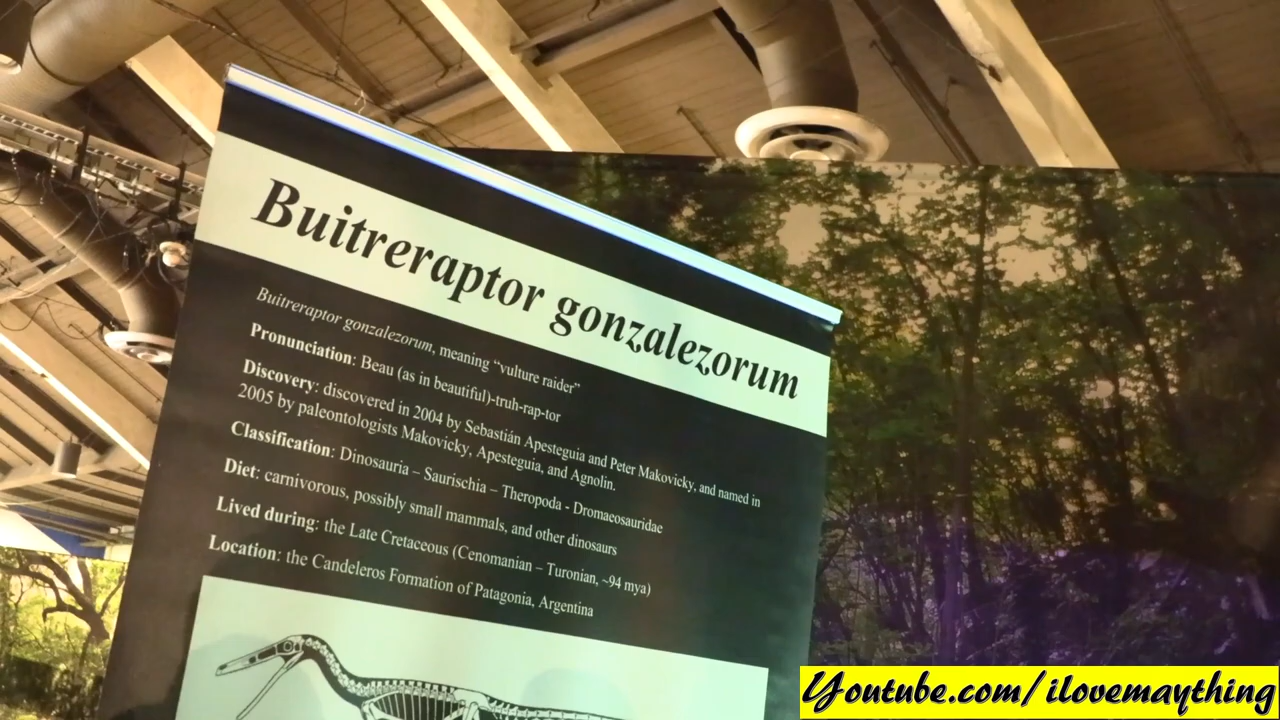 Buitreraptor gonzalezorum
Buitreraptor gonzalezorum, meaning “vulture raider”
Pronunciation: Beau (as in beautiful)-truh-rap-tor
Discovery: discovered in 2004 by Sebastián Apesteguia and Peter Makovicky, and named in
2005 by paleontologists Makovicky, Apesteguia, and Agnolin.
Classification: Dinosauria – Saurischia – Theropoda - Dromaeosauridae
Diet: carnivorous, possibly small mammals, and other dinosaurs
Lived during: the Late Cretaceous (Cenomanian – Turonian, ~94 mya)
Location: the Candeleros Formation of Patagonia, Argentina
Youtube.com/ilovemaything